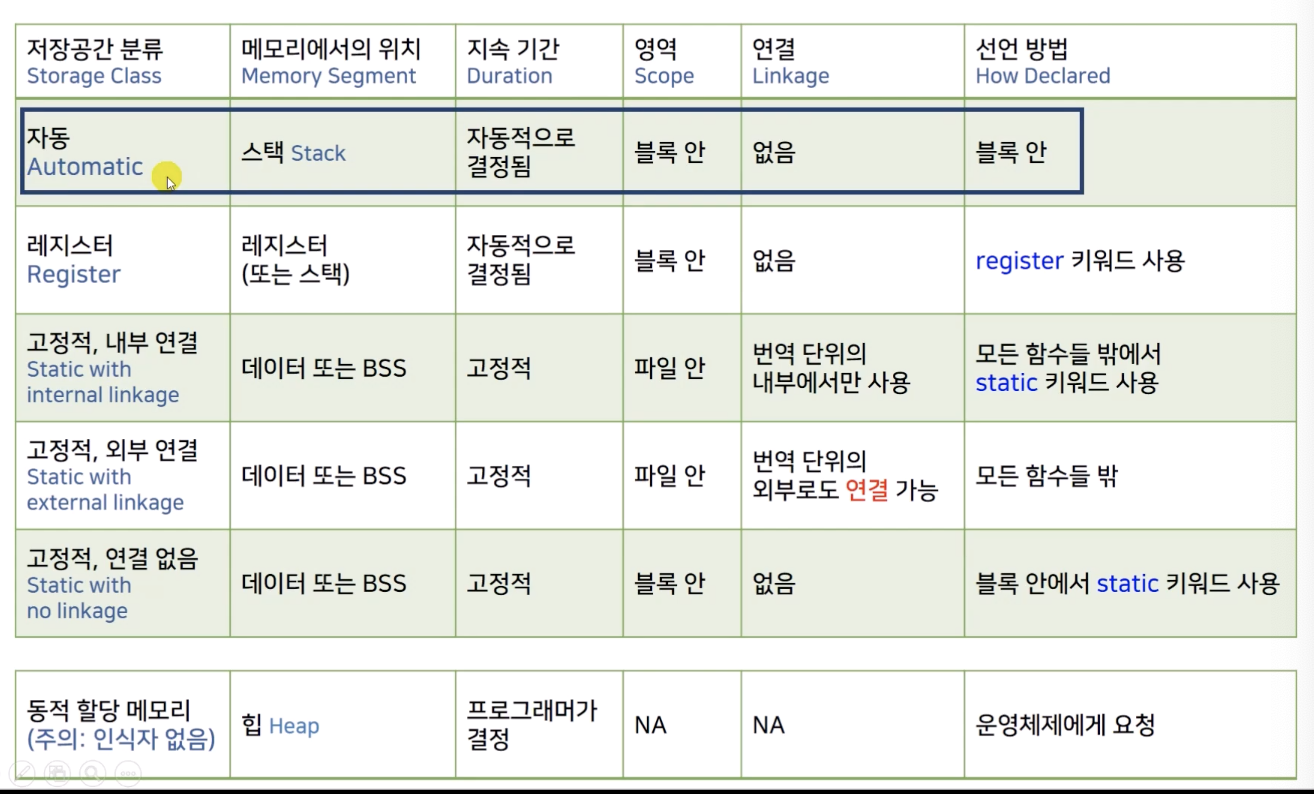 저장공간 분류
Storage Class
메모리에서의 위치
Memory Segment
지속 기간
Duration
영역
Scope
연결
Linkage
선언 방법
How Declared
자동
Automatic
스택 Stack
자동적으로
결정됨
블록 안
없음
블록 안
레지스터
Register
레지스터
(또는 스택)
자동적으로
결정됨
블록 안
없음
register 키워드 사용
고정적, 내부 연결
Static with
internal linkage
데이터 또는 BSS
고정적
파일 안
번역 단위의
내부에서만 사용
모든 함수들 밖에서
static 키워드 사용
고정적, 외부 연결
Static with
external linkage
데이터 또는 BSS
고정적
파일 안
번역 단위의
외부로도 연결 가능
모든 함수들 밖
고정적, 연결 없음
Static with
no linkage
데이터 또는 BSS
고정적
블록 안
없음
블록 안에서 static 키워드 사용
동적 할당 메모리
(주의: 인식자 없음)
힙 Heap
프로그래머가
결정
NA
NA
운영체제에게 요청